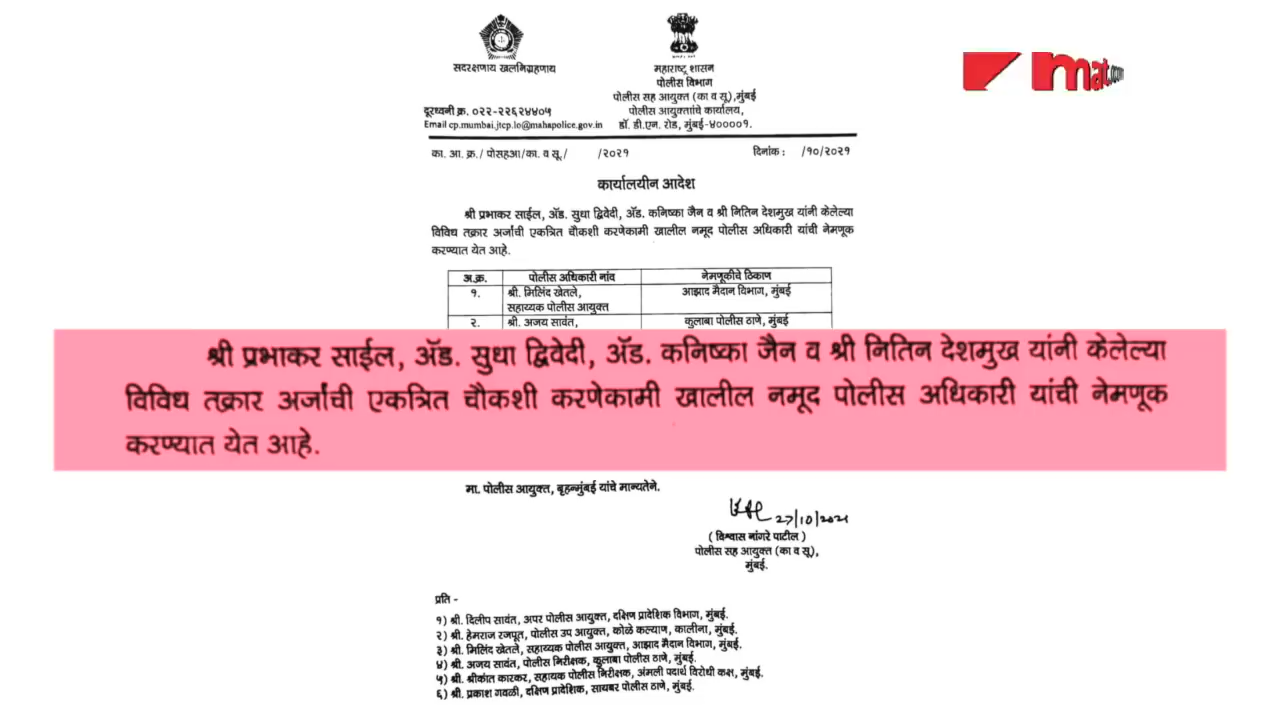 सदरक्षणाय खलनिग्रहणाय
महाराष्ट्र शासन
पोलीस विभाग
पोलीस सह आयुक्त (का व सू),मुंबई
दूरध्वनी क्र. ०२२-२२६२४४०५
पोलीस आयुक्तांचे कार्यालय,
Email cp.mumbai.jtcp.lo@mahapolice.gov.in
डॉ. डी.एन. रोड, मुंबई-४००००१.
mat.com
का. आ. क्र./ पोसहआ/का. व सू./ /२०२१
दिनांक : /१०/२०२१
कार्यालयीन आदेश
श्री प्रभाकर साईल, ॲड. सुधा द्विवेदी, ॲड. कनिष्का जैन व श्री नितिन देशमुख यांनी केलेल्या
विविध तक्रार अर्जांची एकत्रित चौकशी करणेकामी खालील नमूद पोलीस अधिकारी यांची नेमणूक
करण्यात येत आहे.
अ.क्र. पोलीस अधिकारी नांव नेमणूकीचे ठिकाण
१. श्री. मिलिंद खेतले, आझाद मैदान विभाग, मुंबई
सहाय्यक पोलीस आयुक्त
२. श्री. अजय सावंत, कुलाबा पोलीस ठाणे, मुंबई
श्री प्रभाकर साईल, ॲड. सुधा द्विवेदी, ॲड. कनिष्का जैन व श्री नितिन देशमुख यांनी केलेल्या
विविध तक्रार अर्जांची एकत्रित चौकशी करणेकामी खालील नमूद पोलीस अधिकारी यांची नेमणूक
करण्यात येत आहे.
मा. पोलीस आयुक्त, बृहन्मुंबई यांचे मान्यतेने.
27/10/2021
( विश्वास नांगरे पाटील )
पोलीस सह आयुक्त (का व सू),
मुंबई.
प्रति -
१) श्री. दिलीप सावंत, अपर पोलीस आयुक्त, दक्षिण प्रादेशिक विभाग, मुंबई.
२) श्री. हेमराज रजपूत, पोलीस उप आयुक्त, कोळे कल्याण, कालीना, मुंबई.
३) श्री. मिलिंद खेतले, सहाय्यक पोलीस आयुक्त, आझाद मैदान विभाग, मुंबई.
४) श्री. अजय सावंत, पोलीस निरीक्षक, कुलाबा पोलीस ठाणे, मुंबई.
५) श्री. श्रीकांत कारकर, सहायक पोलीस निरीक्षक, अंमली पदार्थ विरोधी कक्ष, मुंबई.
६) श्री. प्रकाश गवळी, दक्षिण प्रादेशिक, सायबर पोलीस ठाणे, मुंबई.